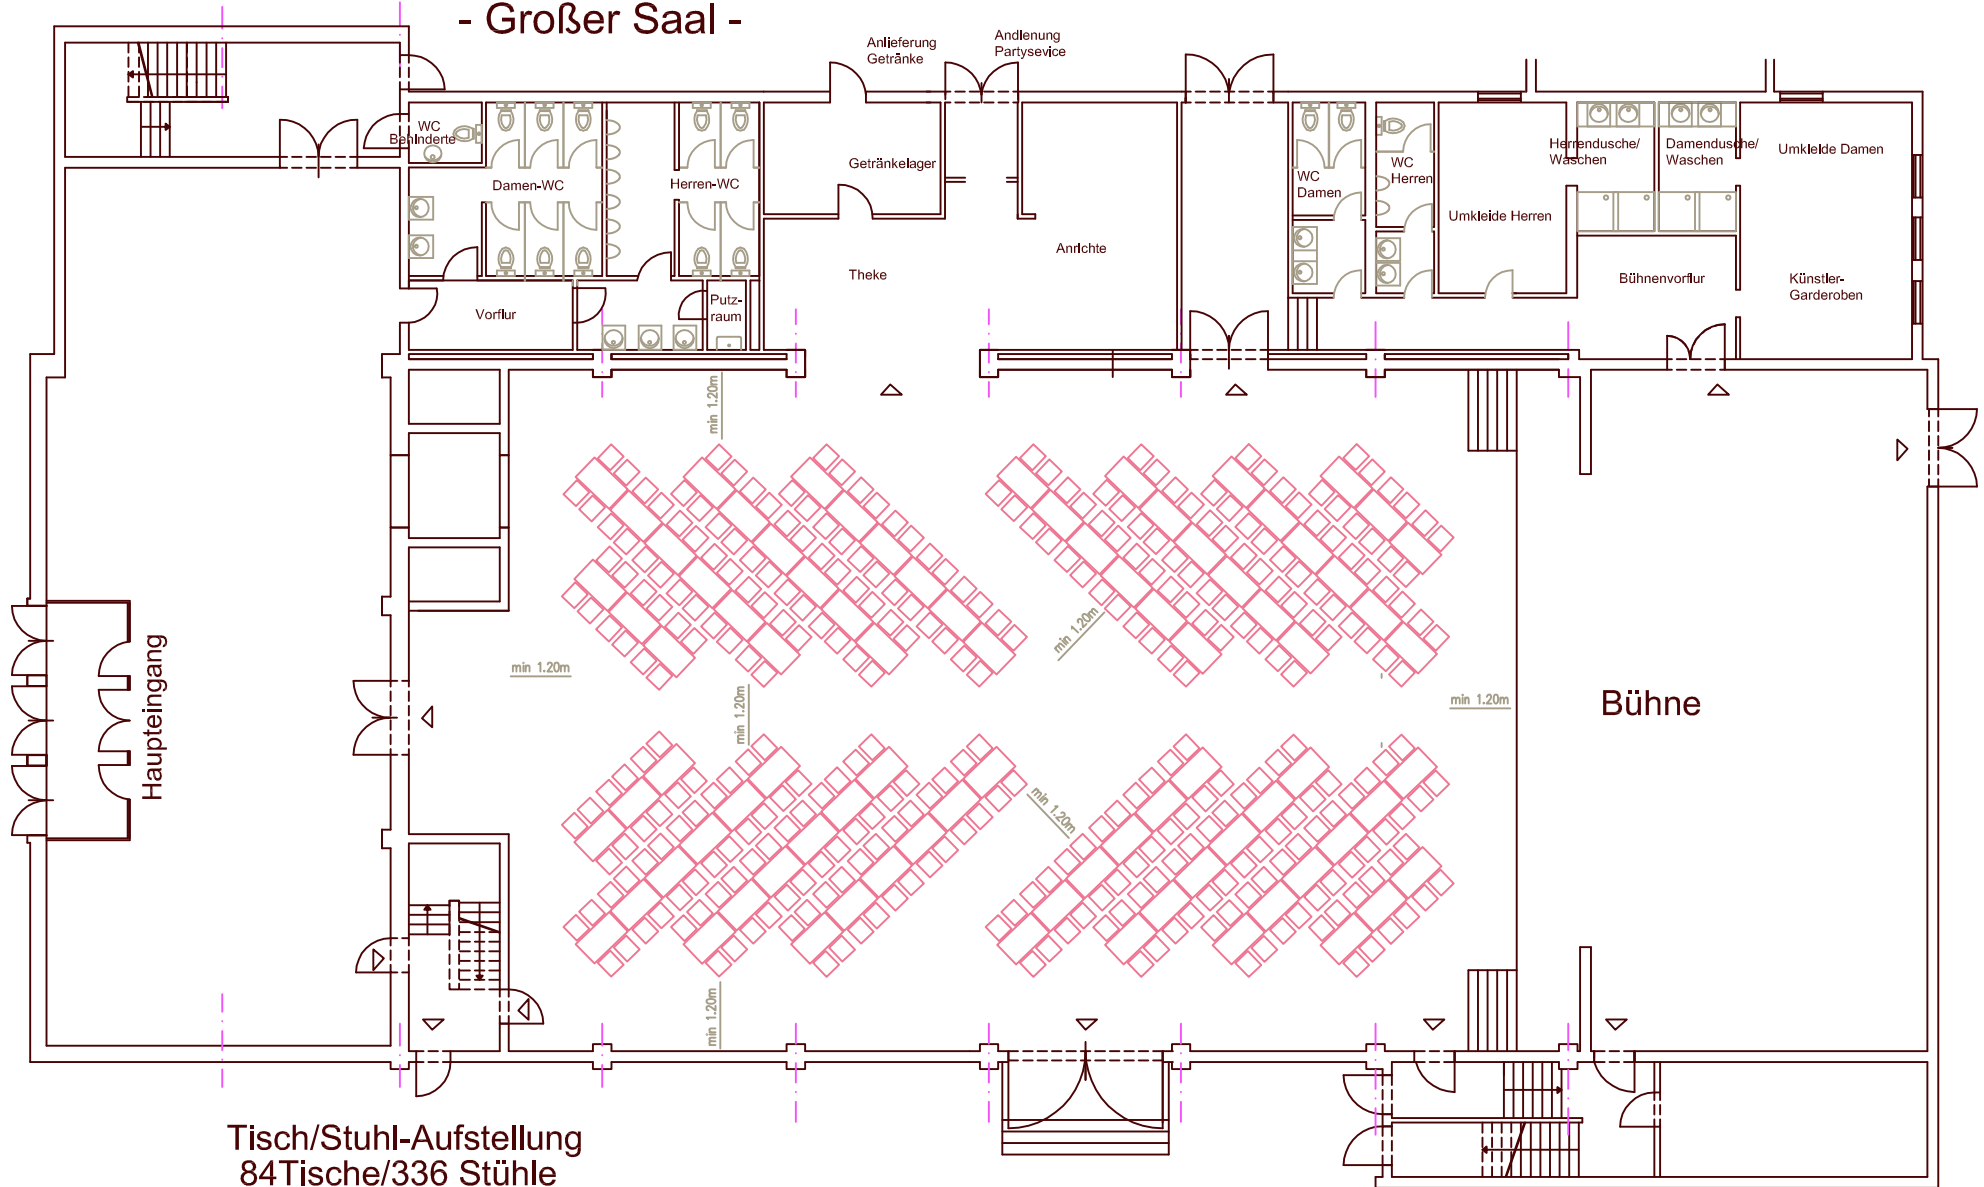 - Großer Saal -
Anlieferung
Getränke
Andienung
Partysevice
WC
Behinderte
Damen-WC
Herren-WC
Getränkelager
WC
Damen
WC
Herren
Herrendusche/
Waschen
Damendusche/
Waschen
Umkleide Damen
Umkleide Herren
Anrichte
Theke
Bühnenvorflur
Künstler-
Garderoben
Vorflur
Putz-
raum
min 1.20m
min 1.20m
min 1.20m
min 1.20m
min 1.20m
min 1.20m
min 1.20m
Haupteingang
Bühne
Tisch/Stuhl-Aufstellung
84Tische/336 Stühle